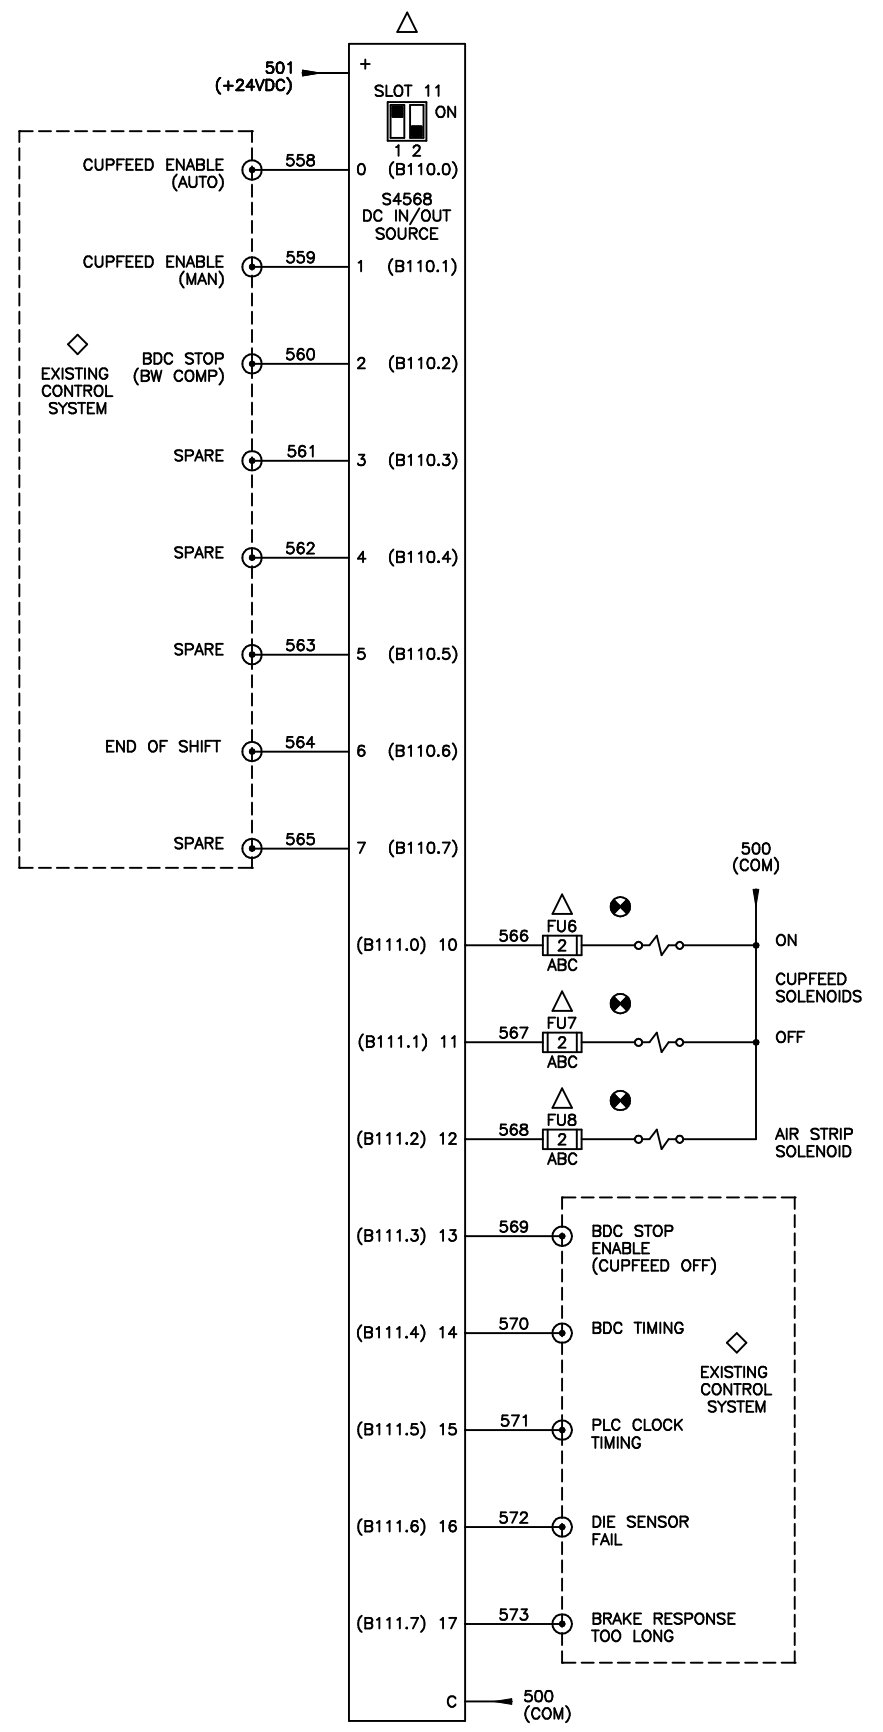 501
(+24VDC)
+
SLOT 11
ON
1 2
CUPFEED ENABLE
(AUTO)
558
0 (B110.0)
S4568
DC IN/OUT
SOURCE
CUPFEED ENABLE
(MAN)
559
1 (B110.1)
EXISTING
CONTROL
SYSTEM
BDC STOP
(BW COMP)
560
2 (B110.2)
SPARE
561
3 (B110.3)
SPARE
562
4 (B110.4)
SPARE
563
5 (B110.5)
END OF SHIFT
564
6 (B110.6)
SPARE
565
7 (B110.7)
500
(COM)
(B111.0) 10
566
FU6
2
ABC
ON
CUPFEED
SOLENOIDS
(B111.1) 11
567
FU7
2
ABC
OFF
(B111.2) 12
568
FU8
2
ABC
AIR STRIP
SOLENOID
(B111.3) 13
569
BDC STOP
ENABLE
(CUPFEED OFF)
(B111.4) 14
570
BDC TIMING
EXISTING
CONTROL
SYSTEM
(B111.5) 15
571
PLC CLOCK
TIMING
(B111.6) 16
572
DIE SENSOR
FAIL
(B111.7) 17
573
BRAKE RESPONSE
TOO LONG
C
500
(COM)